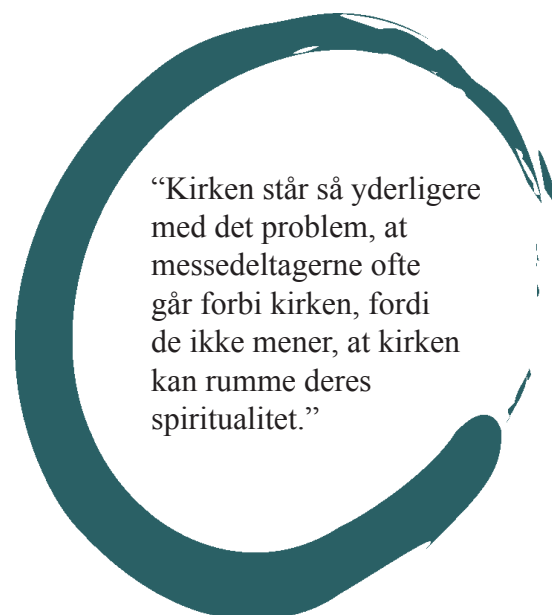 “Kirken står så yderligere
med det problem, at
messedeltagerne ofte
går forbi kirken, fordi
de ikke mener, at kirken
kan rumme deres
spiritualitet.”